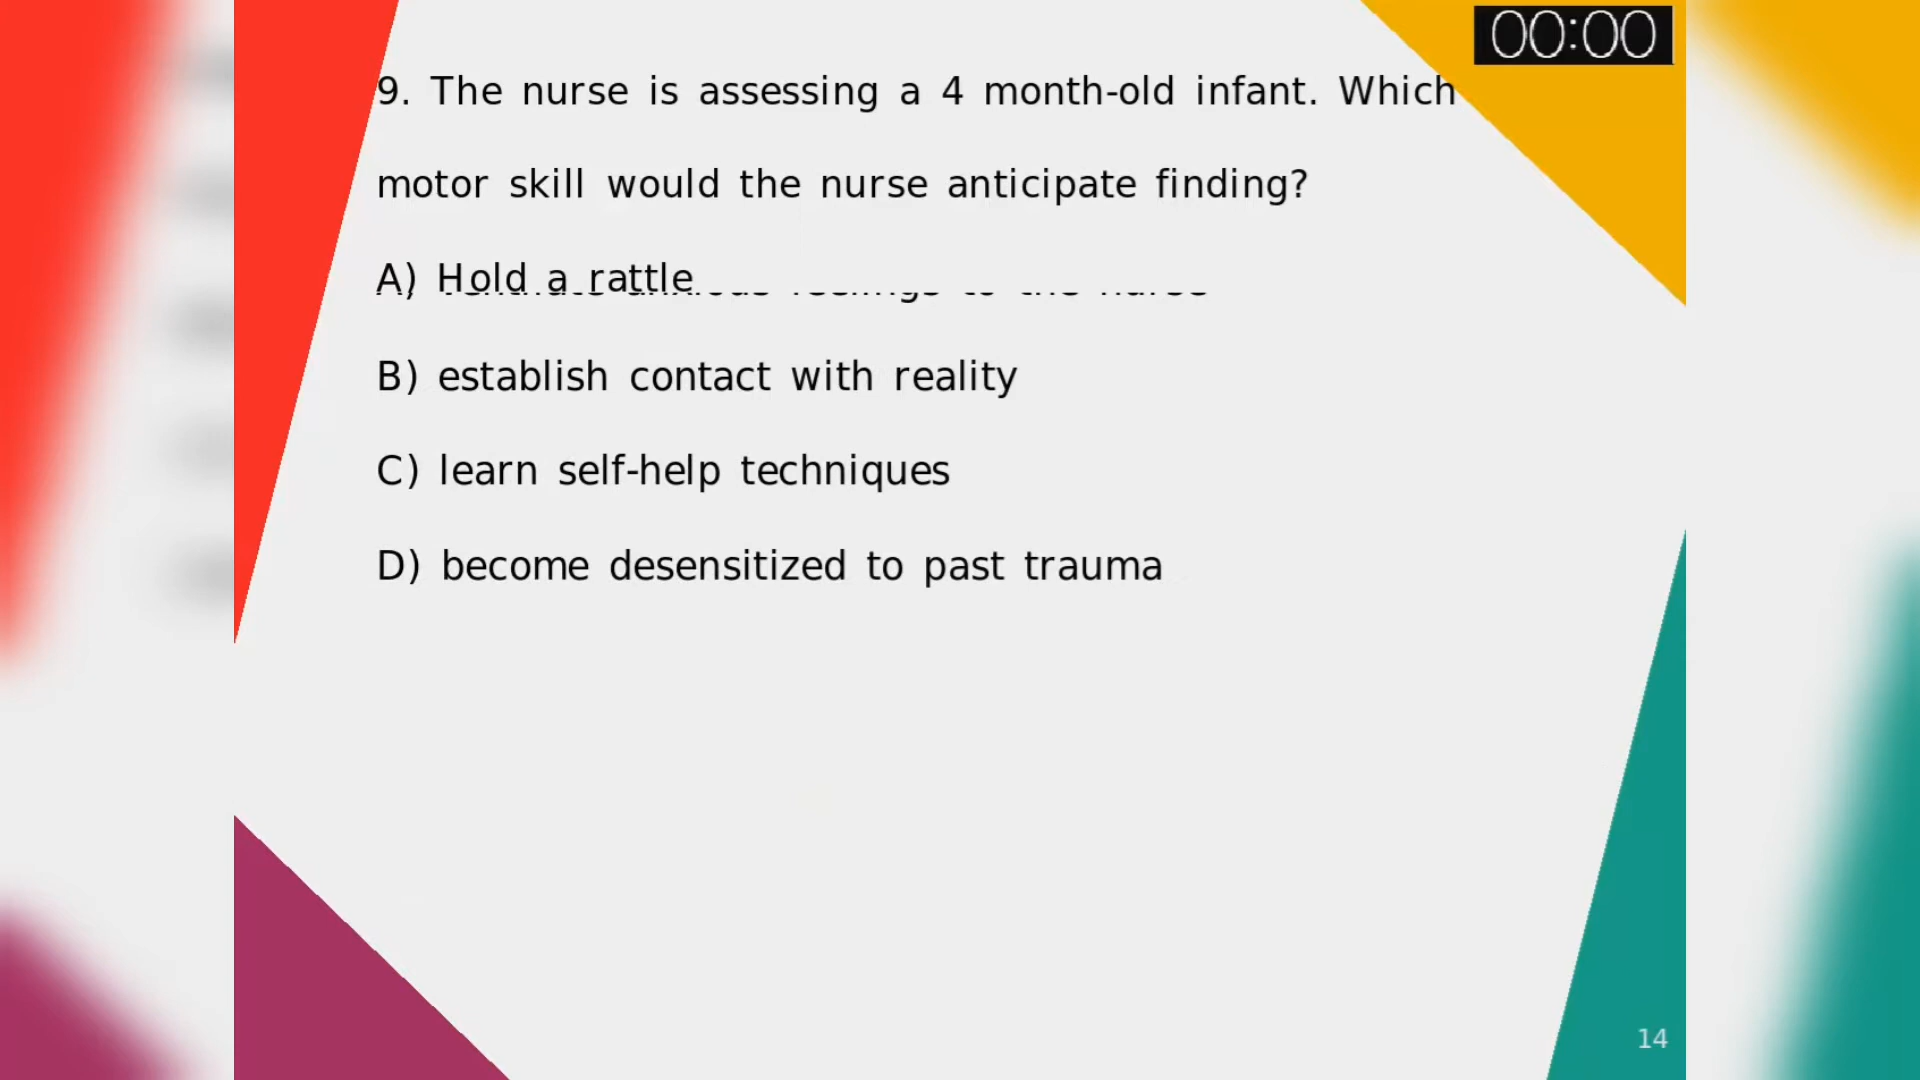 00:00
9. The nurse is assessing a 4 month-old infant. Which
motor skill would the nurse anticipate finding?
A) Hold a rattle
B) establish contact with reality
C) learn self-help techniques
D) become desensitized to past trauma
14